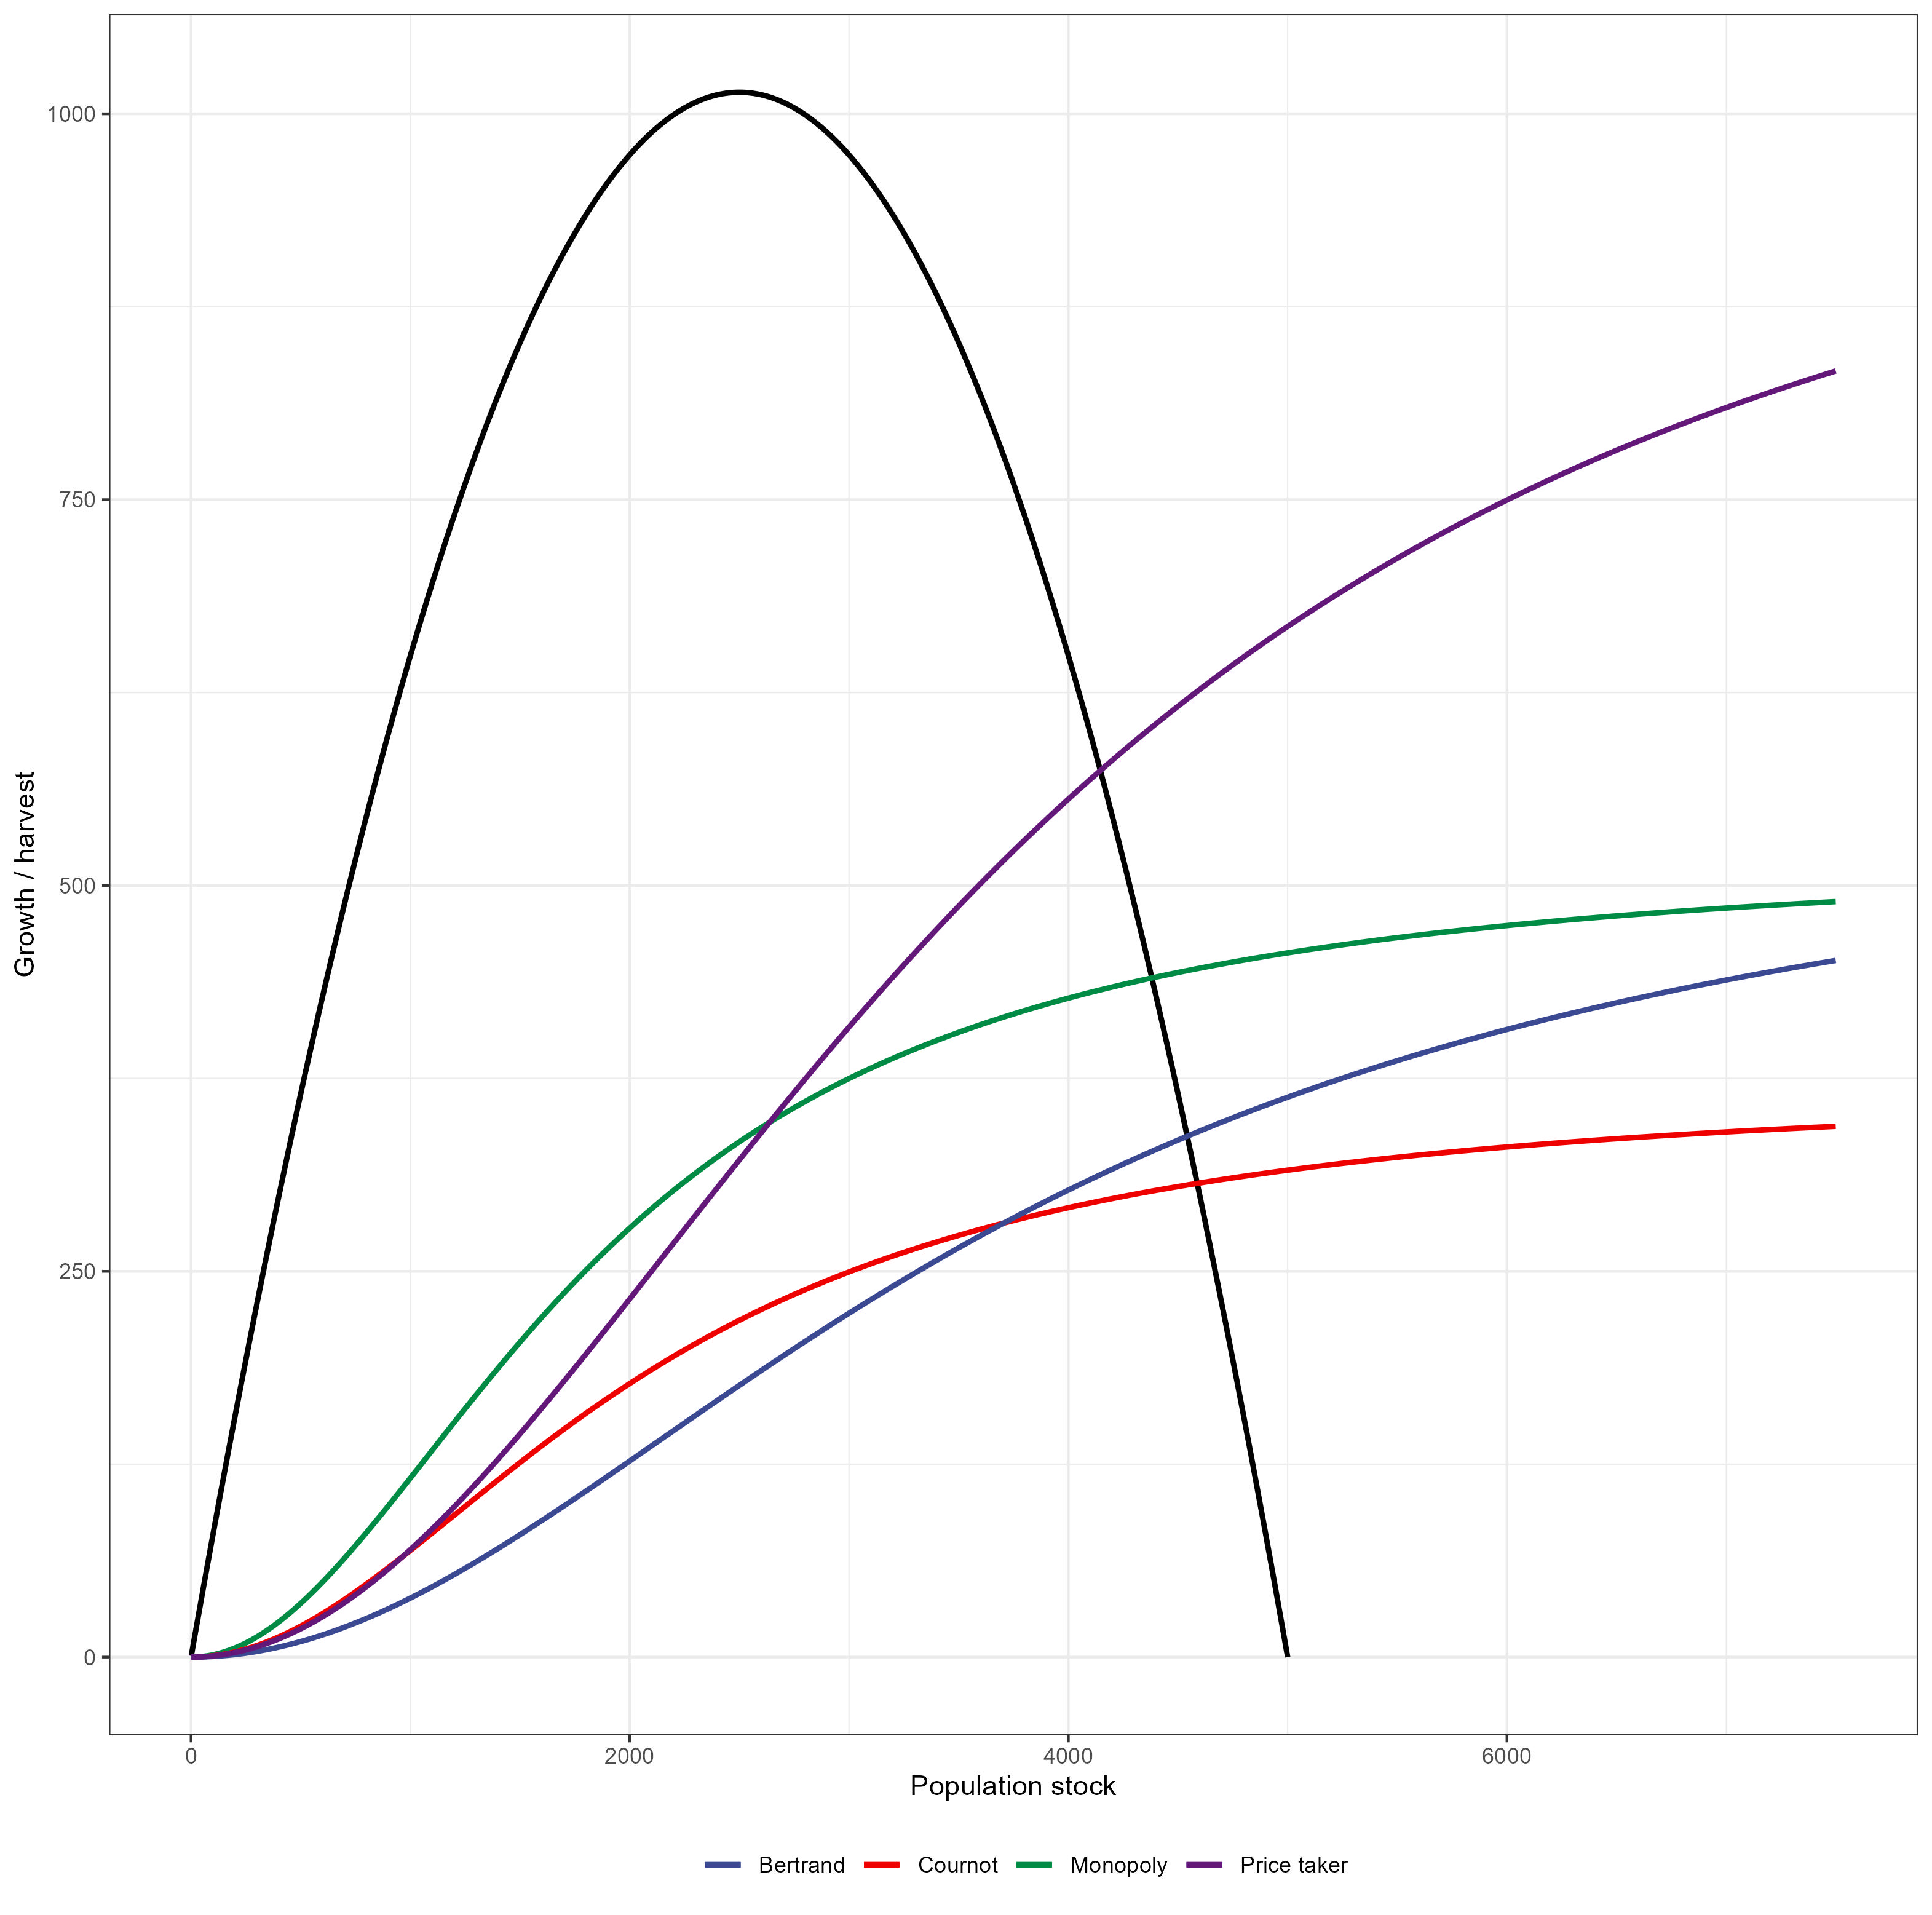 Growth / harvest
1000
750
500
250
0
0 2000 4000 6000
Population stock
Bertrand Cournot Monopoly Price taker